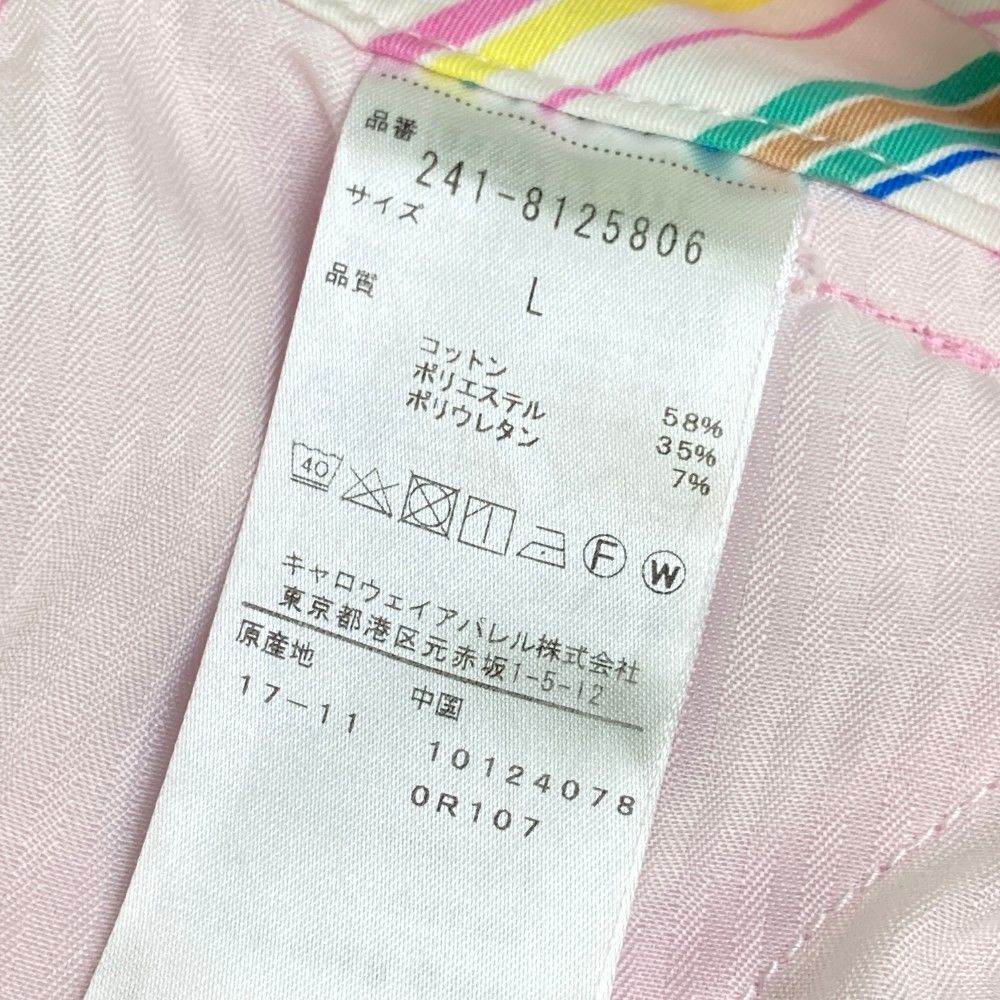 品番
241-8125806
サイズ
L
品質
コットン 58%
ポリエステル 35%
ポリウレタン 7%
40
F W
キャロウェイアパレル株式会社
東京都港区元赤坂1-5-12
原産地
中国
17-11
10124078
0R107